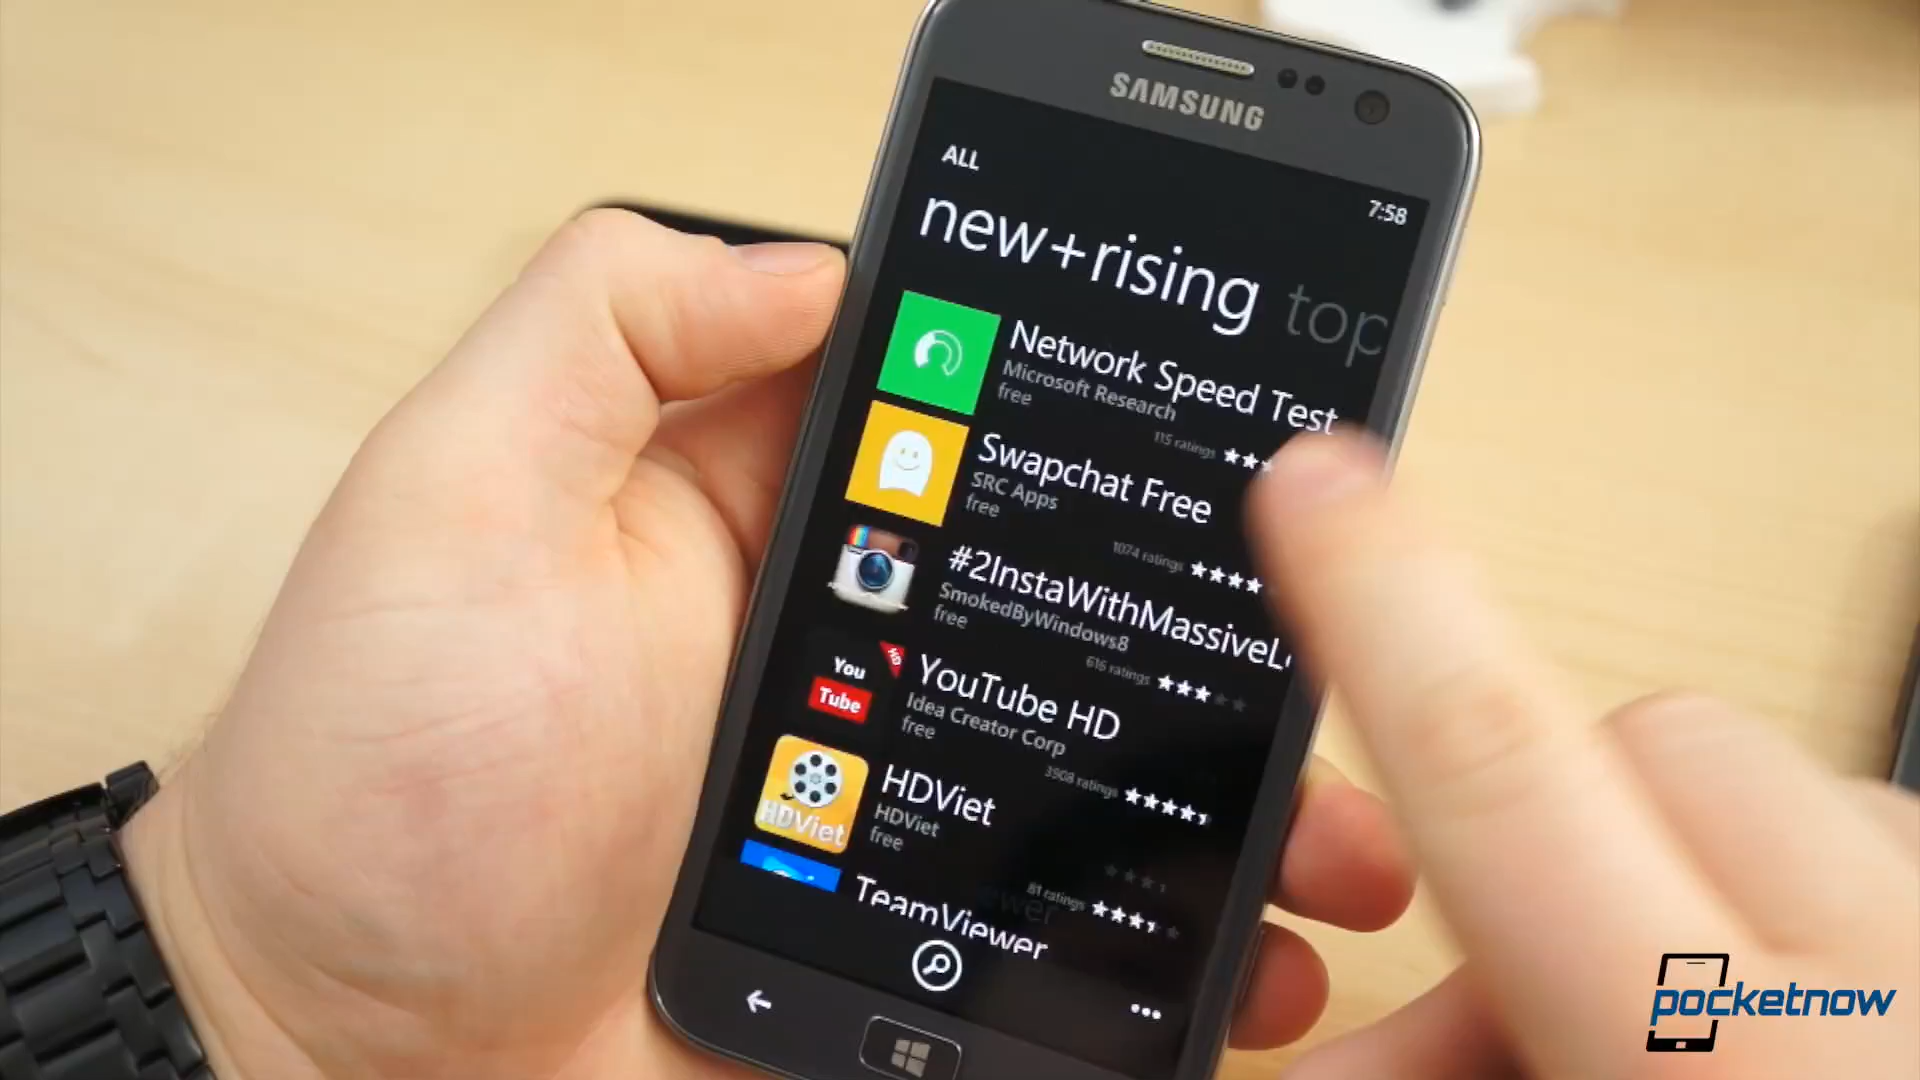 SAMSUNG
7:58
ALL
new+rising top
Network Speed Test
Microsoft Research
free
115 ratings
Swapchat Free
SRC Apps
free
1074 ratings
#2InstaWithMassiveL
SmokedByWindows8
free
616 ratings
You
Tube
HD
YouTube HD
Idea Creator Corp
free
3908 ratings
HDViet
HDViet
HDViet
free
81 ratings
TeamViewer
pocketnow